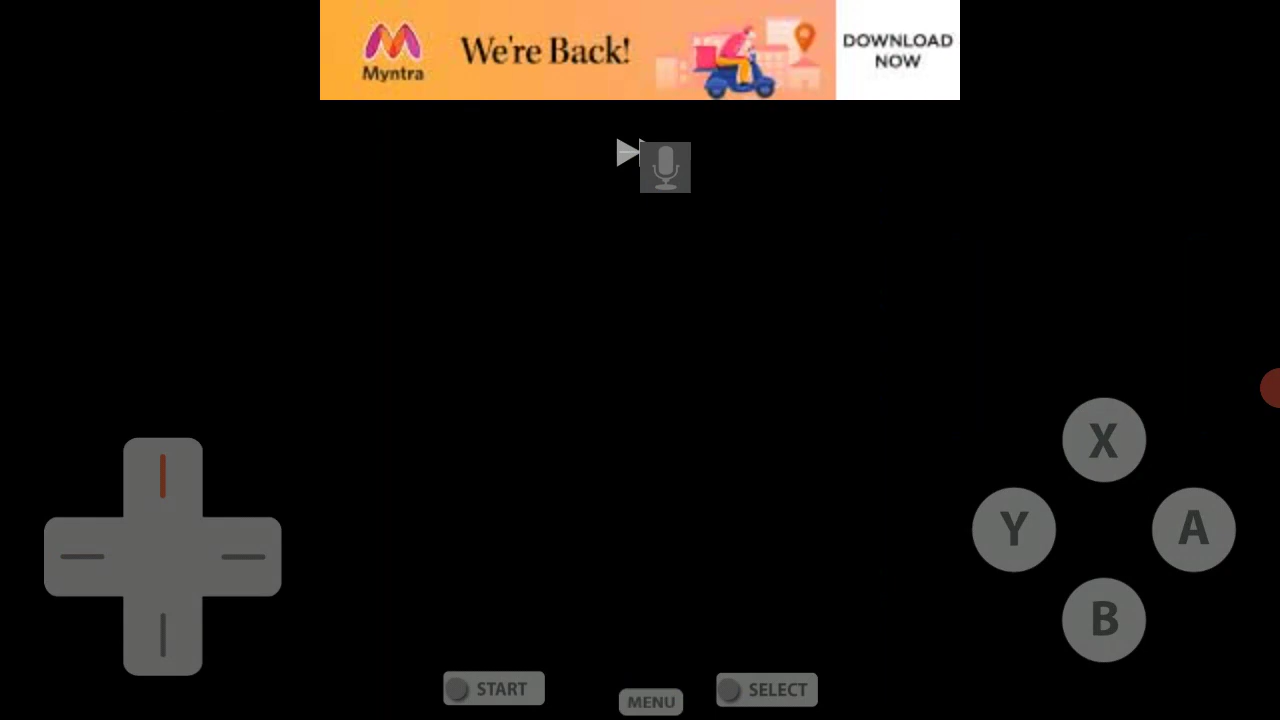 Myntra
We're Back!
DOWNLOAD
NOW
X
Y
A
B
START
MENU
SELECT